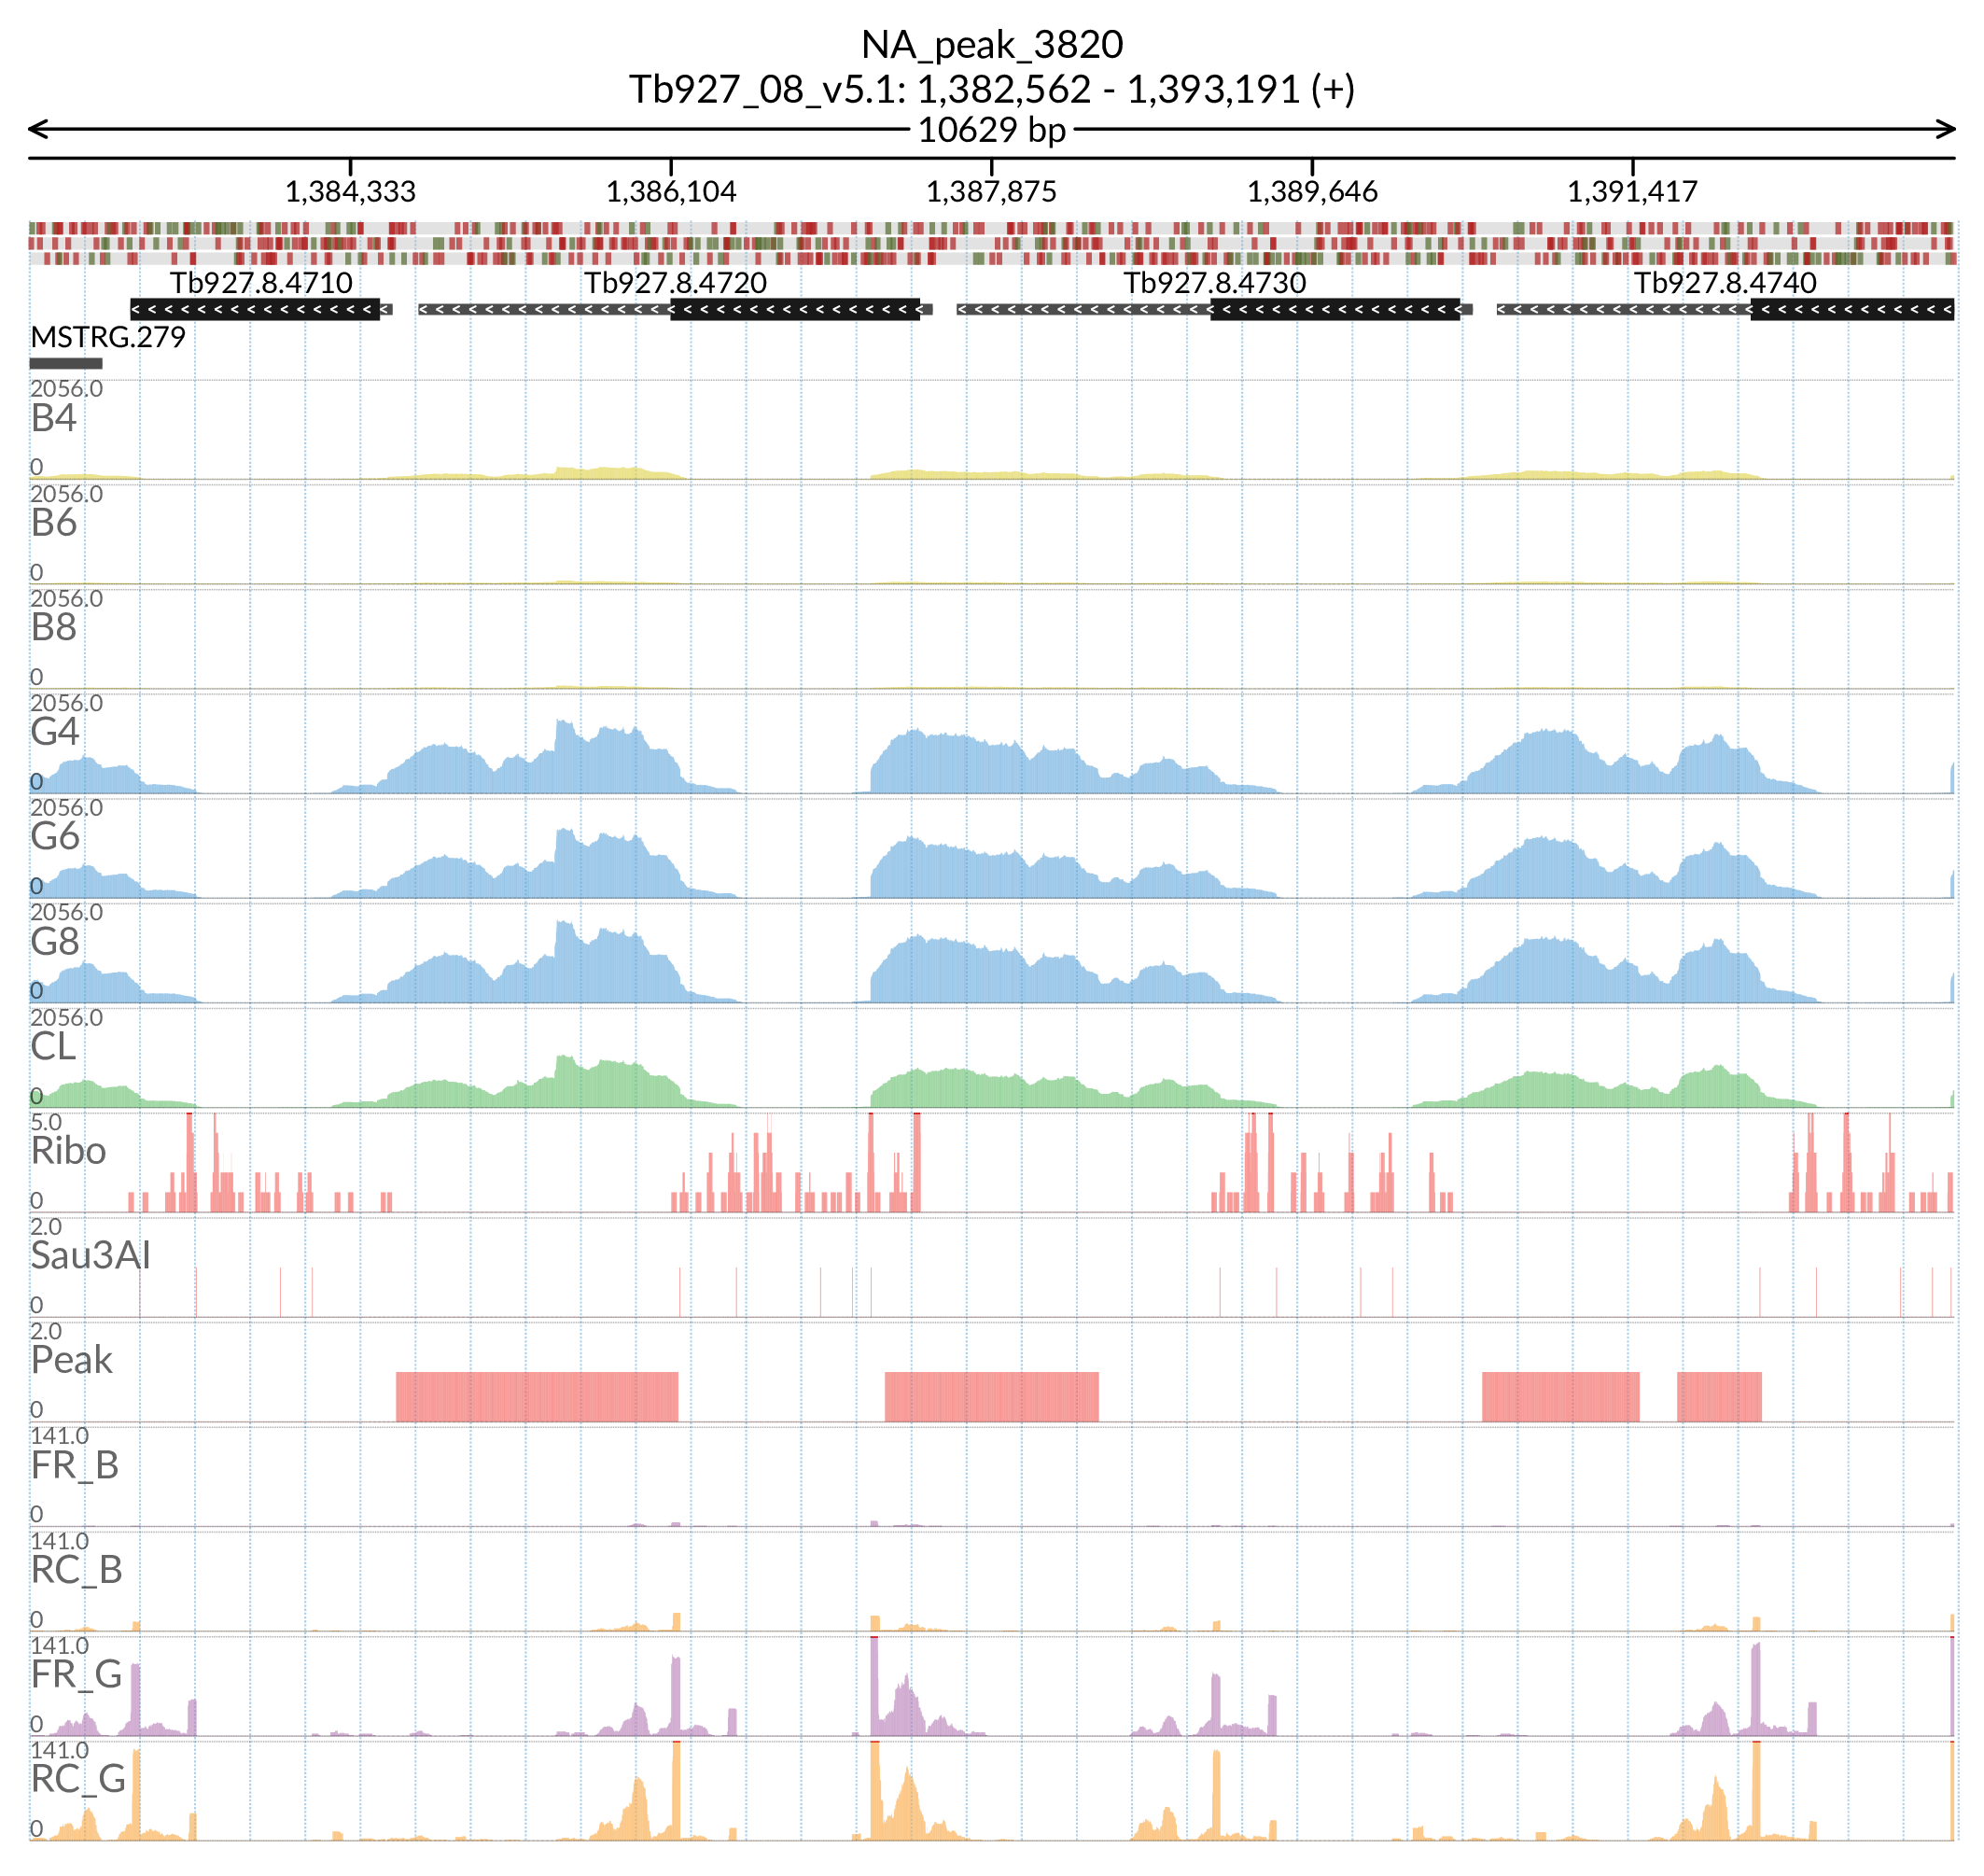 NA_peak_3820
Tb927_08_v5.1: 1,382,562 - 1,393,191 (+)
10629 bp
1,384,333 1,386,104 1,387,875 1,389,646 1,391,417
Tb927.8.4710 Tb927.8.4720 Tb927.8.4730 Tb927.8.4740
MSTRG.279
2056.0
B4
0
2056.0
B6
0
2056.0
B8
0
2056.0
G4
0
2056.0
G6
0
2056.0
G8
0
2056.0
CL
0
5.0
Ribo
0
2.0
Sau3AI
0
2.0
Peak
0
141.0
FR_B
0
141.0
RC_B
0
141.0
FR_G
0
141.0
RC_G
0